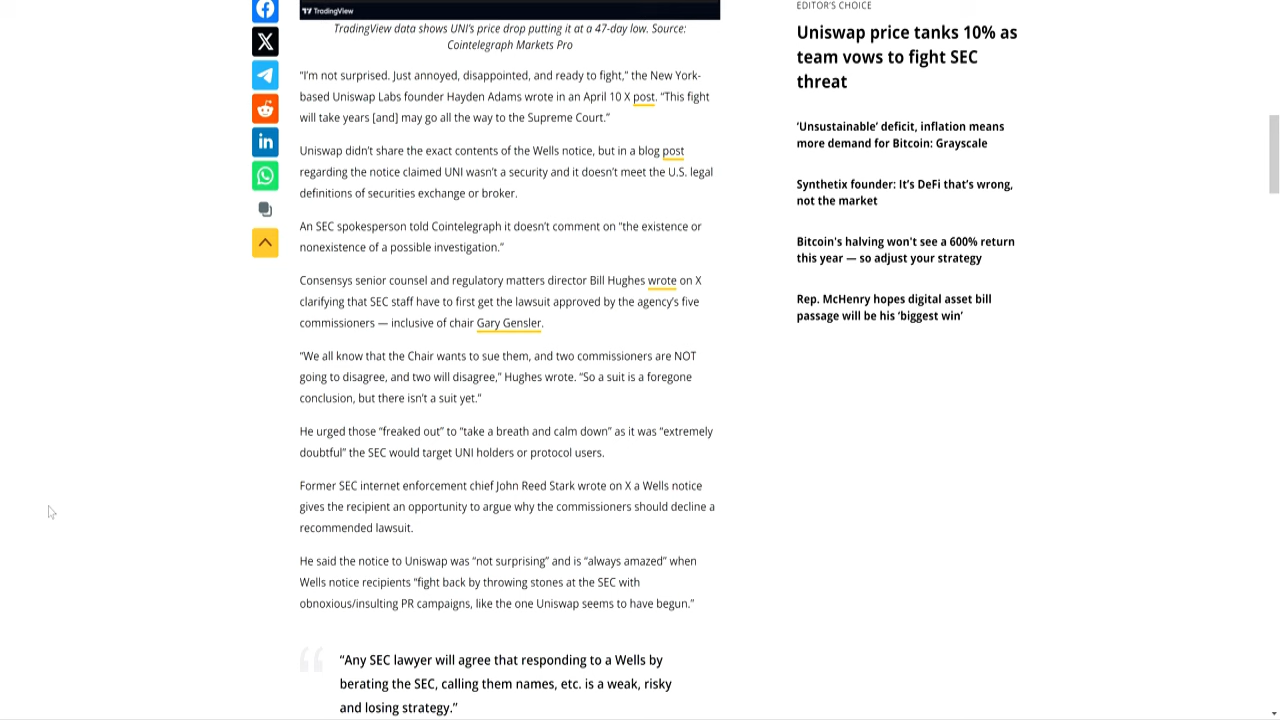 TradingView
TradingView data shows UNI's price drop putting it at a 47-day low. Source:
Cointelegraph Markets Pro
“I'm not surprised. Just annoyed, disappointed, and ready to fight,” the New York-
based Uniswap Labs founder Hayden Adams wrote in an April 10 X post. “This fight
will take years [and] may go all the way to the Supreme Court.”
Uniswap didn't share the exact contents of the Wells notice, but in a blog post
regarding the notice claimed UNI wasn't a security and it doesn't meet the U.S. legal
definitions of securities exchange or broker.
An SEC spokesperson told Cointelegraph it doesn't comment on “the existence or
nonexistence of a possible investigation.”
Consensys senior counsel and regulatory matters director Bill Hughes wrote on X
clarifying that SEC staff have to first get the lawsuit approved by the agency's five
commissioners — inclusive of chair Gary Gensler.
“We all know that the Chair wants to sue them, and two commissioners are NOT
going to disagree, and two will disagree,” Hughes wrote. “So a suit is a foregone
conclusion, but there isn't a suit yet.”
He urged those “freaked out” to “take a breath and calm down” as it was “extremely
doubtful” the SEC would target UNI holders or protocol users.
Former SEC internet enforcement chief John Reed Stark wrote on X a Wells notice
gives the recipient an opportunity to argue why the commissioners should decline a
recommended lawsuit.
He said the notice to Uniswap was “not surprising” and is “always amazed” when
Wells notice recipients “fight back by throwing stones at the SEC with
obnoxious/insulting PR campaigns, like the one Uniswap seems to have begun.”
“Any SEC lawyer will agree that responding to a Wells by
berating the SEC, calling them names, etc. is a weak, risky
and losing strategy.”
EDITOR'S CHOICE
Uniswap price tanks 10% as
team vows to fight SEC
threat
‘Unsustainable’ deficit, inflation means
more demand for Bitcoin: Grayscale
Synthetix founder: It's DeFi that's wrong,
not the market
Bitcoin's halving won't see a 600% return
this year — so adjust your strategy
Rep. McHenry hopes digital asset bill
passage will be his ‘biggest win’